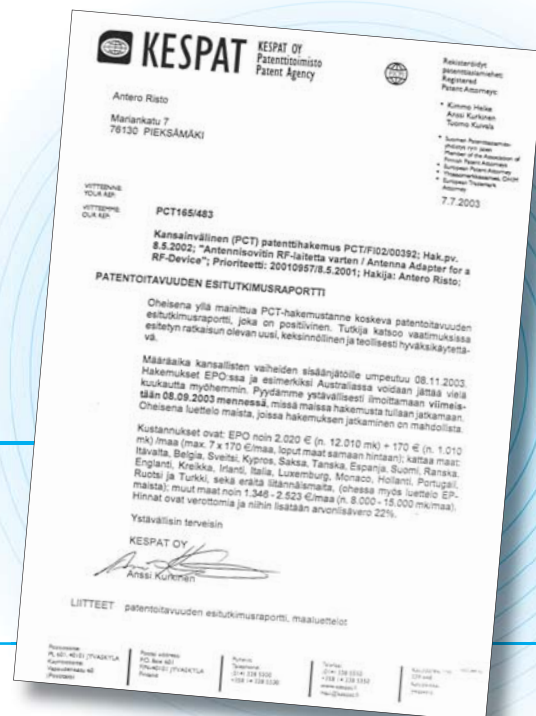 KESPAT
KESPAT OY
Patenttitoimisto
Patent Agency
Rekisteröidyt
patenttiasiamiehet
Registered
Patent Attorneys:
• Kimmo Helke
Anssi Kurkinen
Tuomo Kuivala
• European Patent Attorney
7.7.2003
Antero Risto
Mariankatu 7
76130 PIEKSÄMÄKI
VIITTEENNE:
YOUR REF:
VIITTEEMME:
OUR REF:
PCT165/483
Kansainvälinen (PCT) patenttihakemus PCT/FI02/00392; Hak.pv.
8.5.2002; "Antennisovitin RF-laitetta varten / Antenna Adapter for a
RF-Device"; Prioriteetti: 20010957/8.5.2001; Hakija: Antero Risto;
PATENTOITAVUUDEN ESITUTKIMUSRAPORTTI
Oheisena yllä mainittua PCT-hakemustanne koskeva patentoitavuuden
esitutkimusraportti, joka on positiivinen. Tutkija katsoo vaatimuksissa
esitetyn ratkaisun olevan uusi, keksinnöllinen ja teollisesti hyväksikäytettä-
vä.
Määräaika kansallisten vaiheiden sisäänjätölle umpeutuu 08.11.2003.
Hakemukset EPO:ssa ja esimerkiksi Australiassa voidaan jättää vielä
kuukautta myöhemmin. Pyydämme ystävällisesti ilmoittamaan viimeis-
tään 08.09.2003 mennessä, missä maissa hakemusta tullaan jatkamaan.
Oheisena luettelo maista, joissa hakemuksen jatkaminen on mahdollista.
Kustannukset ovat: EPO noin 2.020 € (n. 12.010 mk) + 170 € (n. 1.010
mk) /maa (max. 7 x 170 €/maa, loput maat samaan hintaan); kattaa maat:
Itävalta, Belgia, Sveitsi, Kypros, Saksa, Tanska, Espanja, Suomi, Ranska,
Englanti, Kreikka, Irlanti, Italia, Luxemburg, Monaco, Hollanti, Portugali,
Ruotsi ja Turkki, sekä eräitä liitännäismaita, (ohessa myös luettelo EP-
maista); muut maat noin 1.346 - 2.523 €/maa (n. 8.000 - 15.000 mk/maa).
Hinnat ovat verottomia ja niihin lisätään arvonlisävero 22%.
Ystävällisin terveisin
KESPAT OY
Anssi Kurkinen
LIITTEET patentoitavuuden esitutkimusraportti, maaluettelot